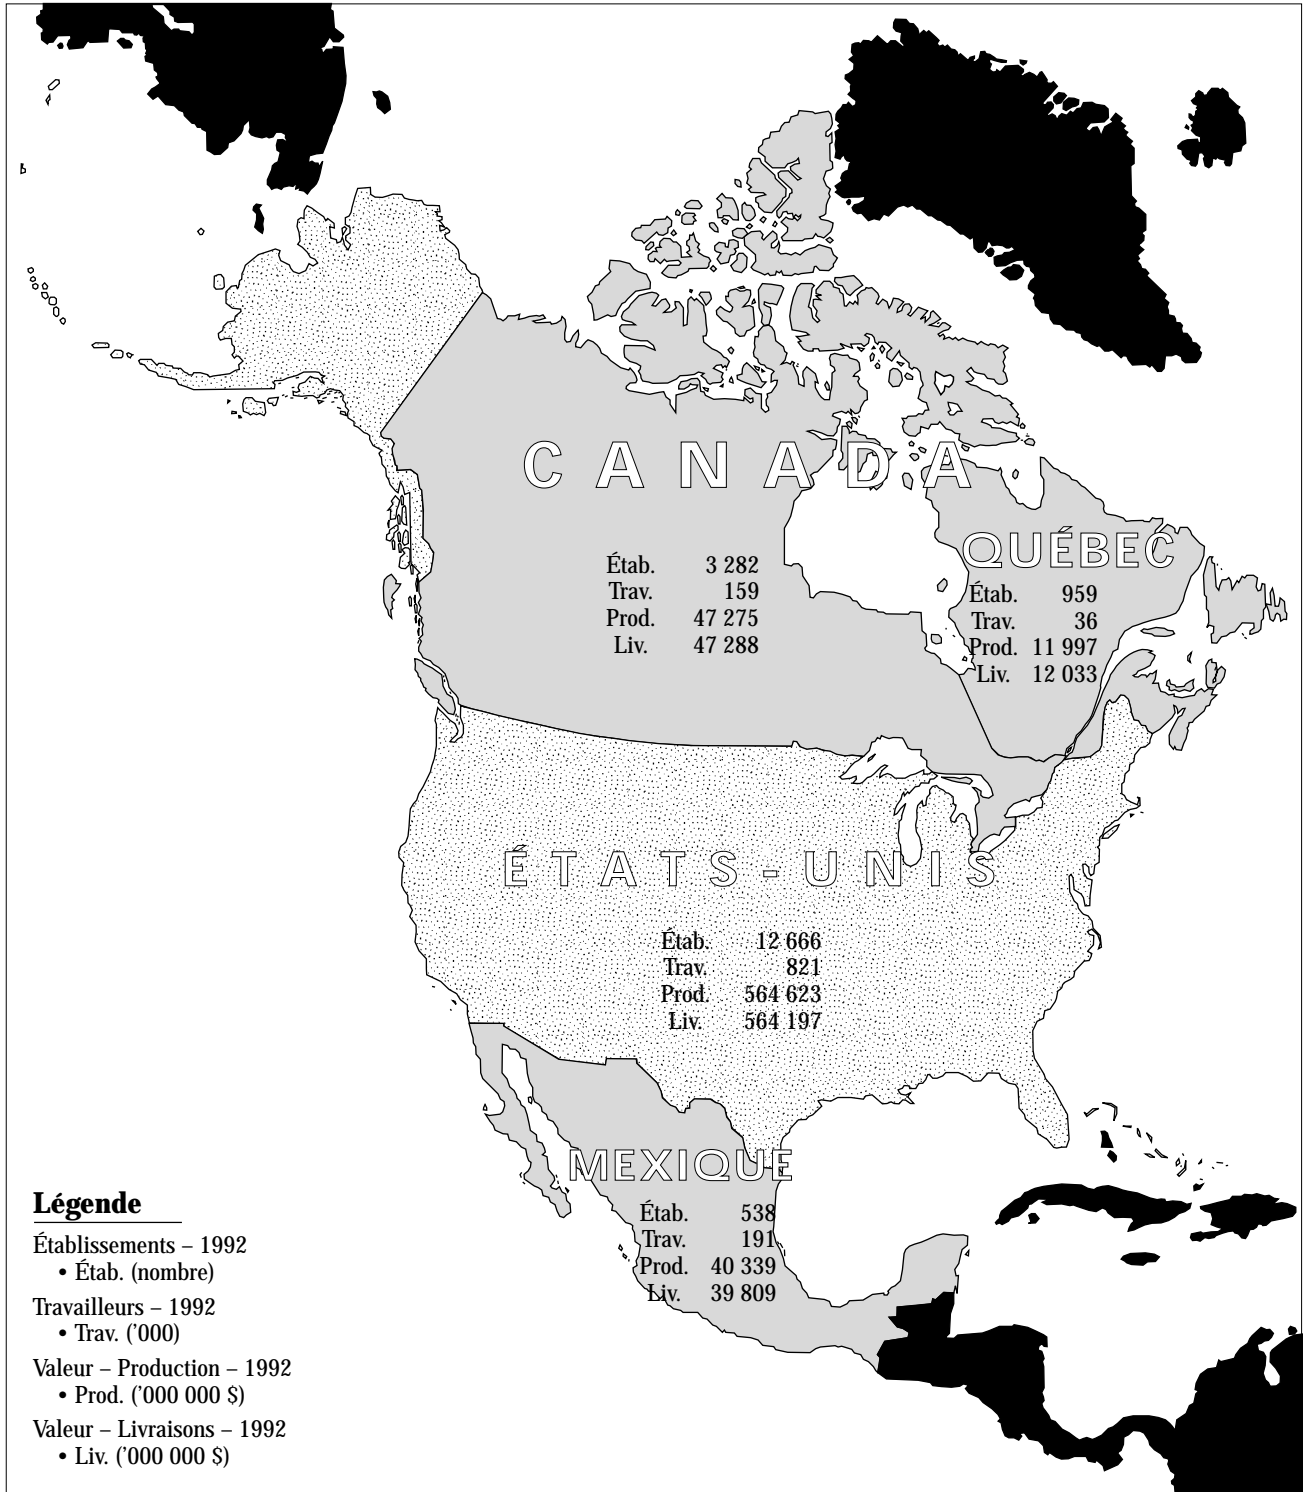 CANADA
Étab. 3 282
Trav. 159
Prod. 47 275
Liv. 47 288
QUÉBEC
Étab. 959
Trav. 36
Prod. 11 997
Liv. 12 033
ÉTATS-UNIS
Étab. 12 666
Trav. 821
Prod. 564 623
Liv. 564 197
MEXIQUE
Étab. 538
Trav. 191
Prod. 40 339
Liv. 39 809
Légende
Établissements – 1992
• Étab. (nombre)
Travailleurs – 1992
• Trav. (’000)
Valeur – Production – 1992
• Prod. (’000 000 $)
Valeur – Livraisons – 1992
• Liv. (’000 000 $)